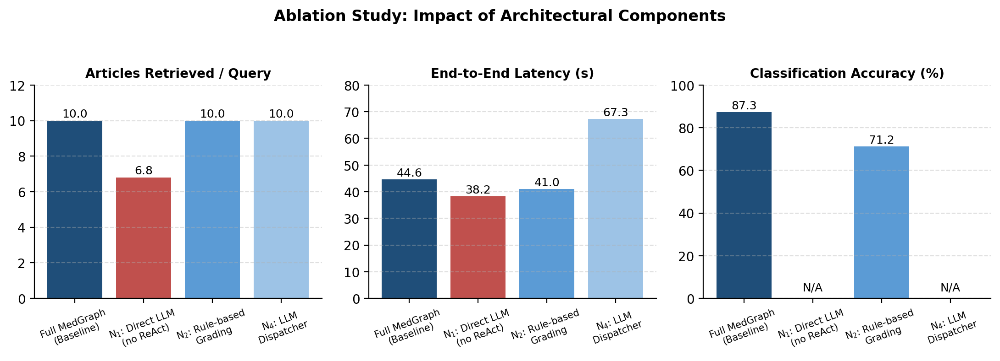 Ablation Study: Impact of Architectural Components
Articles Retrieved / Query
12
10
8
6
4
2
0
10.0
6.8
10.0
10.0
Full MedGraph
(Baseline)
N₁: Direct LLM
(no ReAct)
N₂: Rule-based
Grading
N₄: LLM
Dispatcher
End-to-End Latency (s)
80
70
60
50
40
30
20
10
0
44.6
38.2
41.0
67.3
Full MedGraph
(Baseline)
N₁: Direct LLM
(no ReAct)
N₂: Rule-based
Grading
N₄: LLM
Dispatcher
Classification Accuracy (%)
100
80
60
40
20
0
87.3
N/A
71.2
N/A
Full MedGraph
(Baseline)
N₁: Direct LLM
(no ReAct)
N₂: Rule-based
Grading
N₄: LLM
Dispatcher